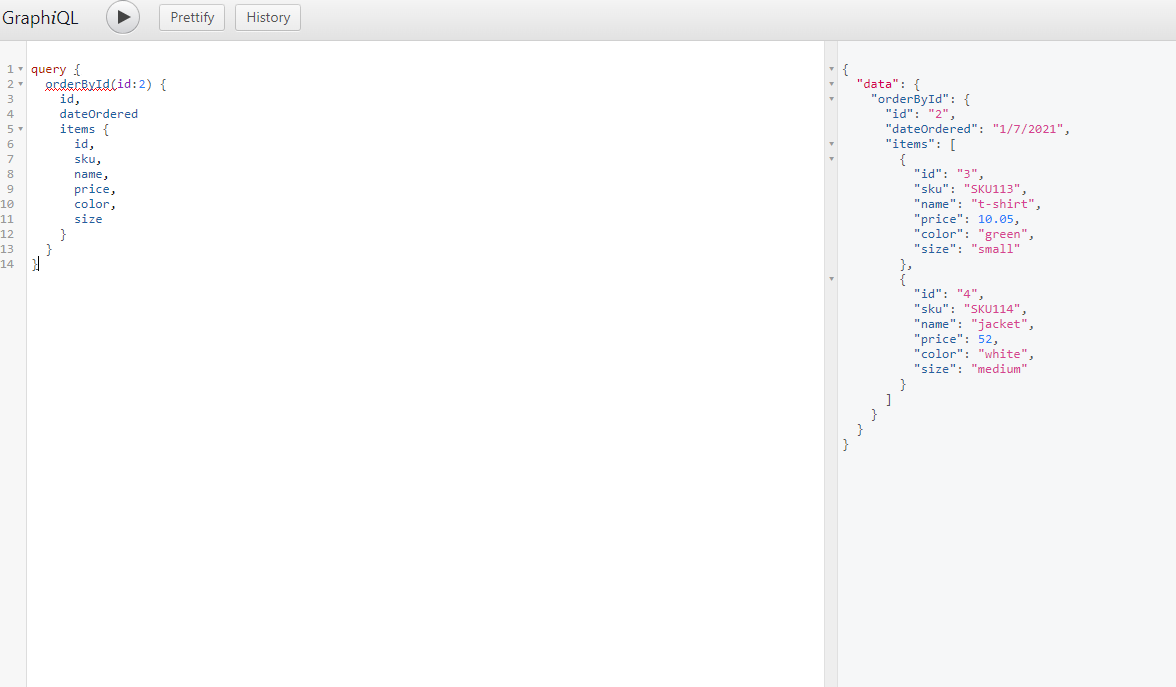 GraphiQL
Prettify
History
1 query {
2 orderById(id:2) {
3 id,
4 dateOrdered
5 items {
6 id,
7 sku,
8 name,
9 price,
10 color,
11 size
12 }
13 }
14 }
{
"data": {
"orderById": {
"id": "2",
"dateOrdered": "1/7/2021",
"items": [
{
"id": "3",
"sku": "SKU113",
"name": "t-shirt",
"price": 10.05,
"color": "green",
"size": "small"
},
{
"id": "4",
"sku": "SKU114",
"name": "jacket",
"price": 52,
"color": "white",
"size": "medium"
}
]
}
}
}